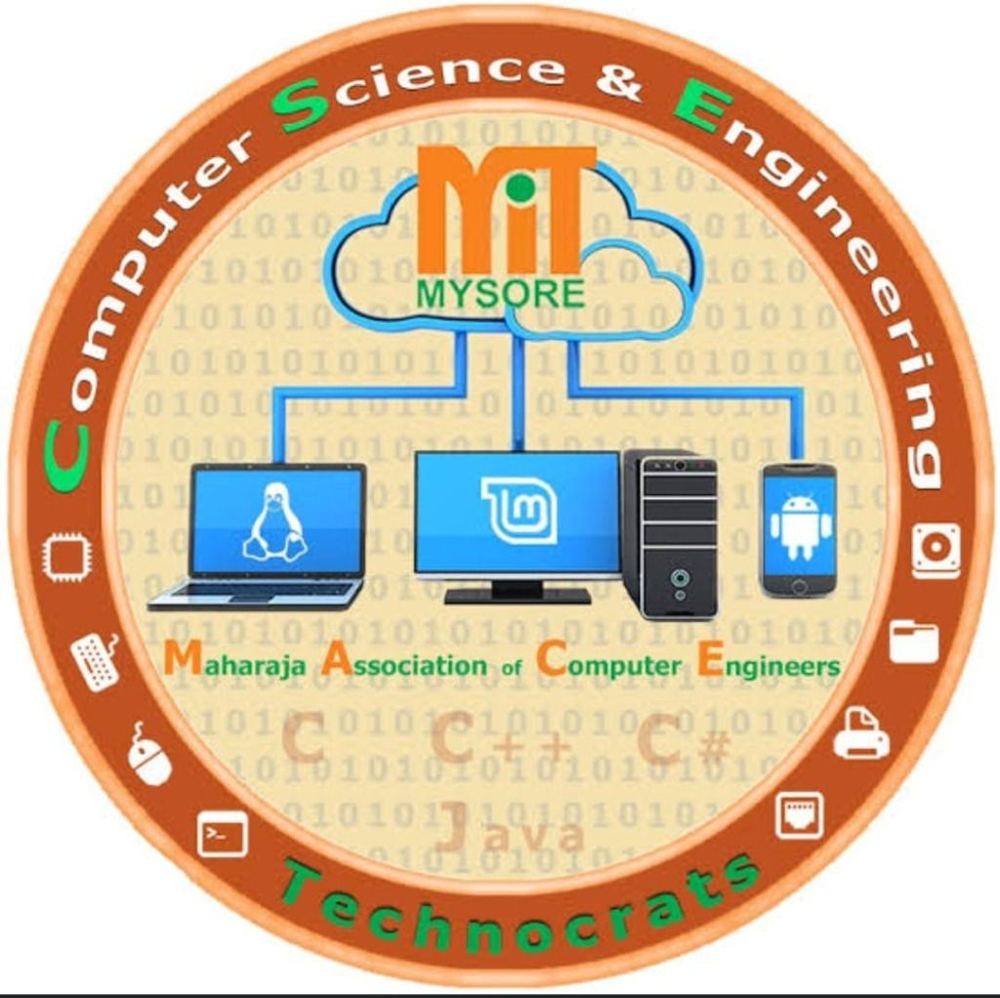 Computer Science & Engineering
MiT
MYSORE
Maharaja Association of Computer Engineers
C C++ C#
Java
>_
Technocrats